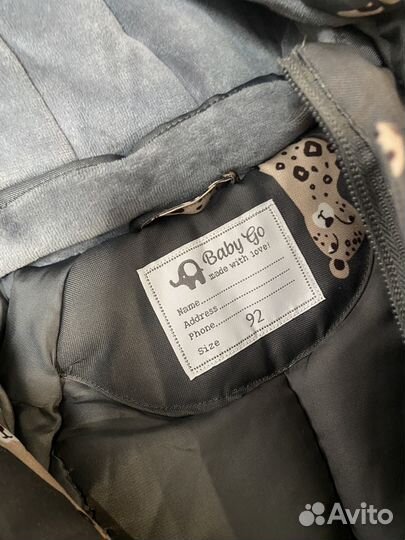 Baby Go
made with love!
Name
Address
Phone
Size 92
Avito